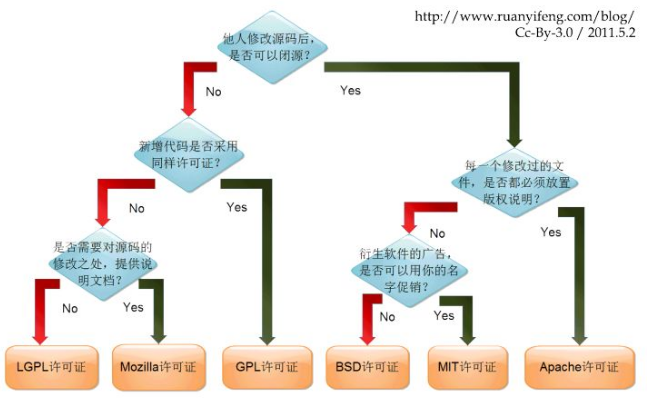 http://www.ruanyifeng.com/blog/
Cc-By-3.0 / 2011.5.2
他人修改源码后，
是否可以闭源？
No
Yes
新增代码是否采用
同样许可证？
每一个修改过的文
件，是否都必须放置
版权说明？
No
Yes
No
Yes
是否需要对源码的
修改之处，提供说
明文档？
衍生软件的广告，
是否可以用你的名
字促销？
No
Yes
No
Yes
LGPL许可证
Mozilla许可证
GPL许可证
BSD许可证
MIT许可证
Apache许可证